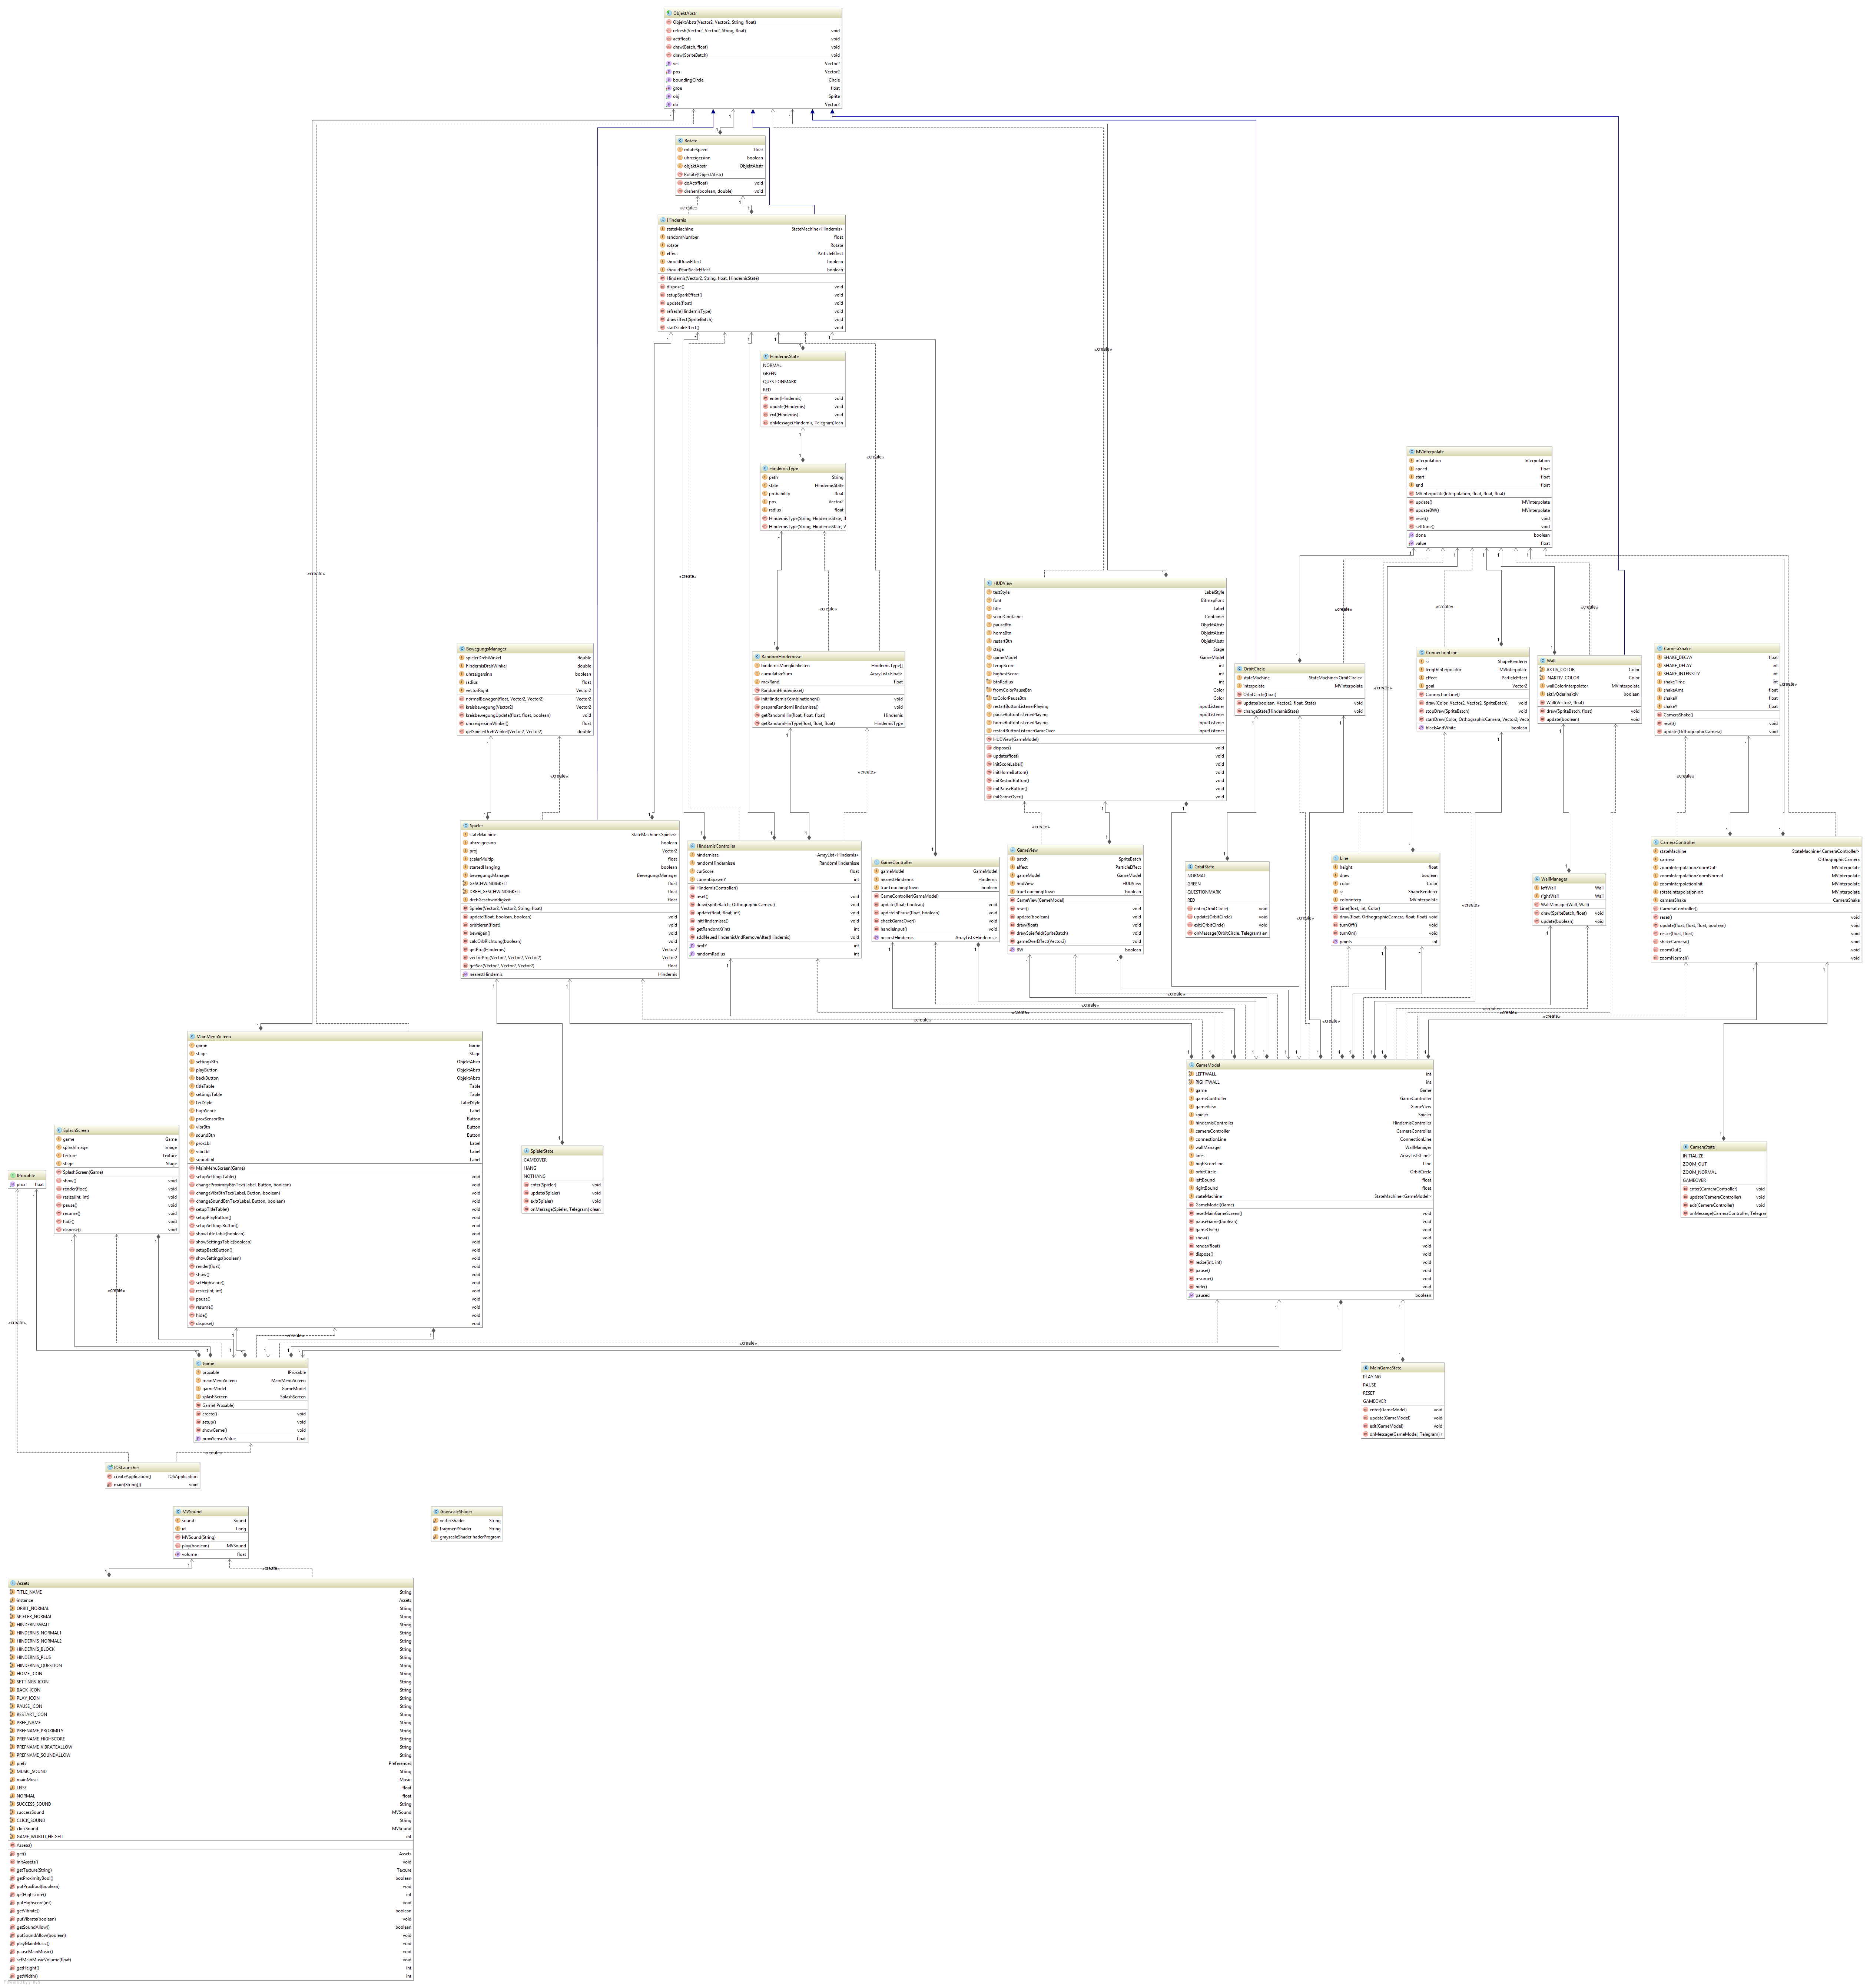 ObjektAbstr
ObjektAbstr(Vector2, Vector2, String, float)
refresh(Vector2, Vector2, String, float) void
act(float) void
draw(Batch, float) void
draw(SpriteBatch) void
vel Vector2
pos Vector2
boundingCircle Circle
groe float
obj Sprite
dir Vector2
Rotate
rotateSpeed float
uhrzeigersinn boolean
objektAbstr ObjektAbstr
Rotate(ObjektAbstr)
doAct(float) void
drehen(boolean, double) void
«create»
Hindernis
stateMachine StateMachine<Hindernis>
randomNumber float
rotate Rotate
effect ParticleEffect
shouldDrawEffect boolean
shouldStartScaleEffect boolean
Hindernis(Vector2, String, float, HindernisState)
dispose() void
setupSparkEffect() void
update(float) void
refresh(HindernisType) void
drawEffect(SpriteBatch) void
startScaleEffect() void
HindernisState
NORMAL
GREEN
QUESTIONMARK
RED
enter(Hindernis) void
update(Hindernis) void
exit(Hindernis) void
onMessage(Hindernis, Telegram) ean
HindernisType
path String
state HindernisState
probability float
pos Vector2
radius float
HindernisType(String, HindernisState, f
HindernisType(String, HindernisState, V
MVInterpolate
interpolation Interpolation
speed float
start float
end float
MVInterpolate(Interpolation, float, float, float)
update() MVInterpolate
updateBW() MVInterpolate
reset() void
setDone() void
done boolean
value float
HUDView
textStyle LabelStyle
font BitmapFont
title Label
scoreContainer Container
pauseBtn ObjektAbstr
homeBtn ObjektAbstr
restartBtn ObjektAbstr
stage Stage
gameModel GameModel
tempScore int
highestScore int
btnRadius float
fromColorPauseBtn Color
toColorPauseBtn Color
restartButtonListenerPlaying InputListener
pauseListenerPlaying InputListener
homeButtonListenerPlaying InputListener
restartButtonListenerGameOver InputListener
HUDView(GameModel)
dispose() void
update(float) void
initScoreLabel() void
initHomeButton() void
initRestartButton() void
initPauseButton() void
initGameOver() void
BewegungsManager
spielerDrehWinkel double
hindernisDrehWinkel double
uhrzeigersinn boolean
radius float
vectorRight Vector2
normalBewegen(float, Vector2, Vector2) void
kreisbewegung(Vector2) Vector2
kreisbewegungUpdate(float, float, boolean) void
uhrzeigersinnWinkel() float
getSpielerDrehWinkel(Vector2, Vector2) double
RandomHindernisse
hindernisMoeglichkeiten HindernisType[]
cumulativeSum ArrayList<Float>
maxRand float
RandomHindernisse()
initHindernisKombinationen() void
prepareRandomHindernisse() void
getRandomHin(float, float, float) Hindernis
getRandomHinType(float, float, float) HindernisType
OrbitCircle
stateMachine StateMachine<OrbitCircle>
interpolate MVInterpolate
OrbitCircle(float)
update(boolean, Vector2, float, State) void
changeState(HindernisState) void
ConnectionLine
sr ShapeRenderer
lengthInterpolator MVInterpolate
effect ParticleEffect
goal Vector2
ConnectionLine()
draw(Color, Vector2, Vector2, SpriteBatch) void
stopDraw(SpriteBatch) void
startDraw(Color, OrthographicCamera, Vector2, Vecto
blackAndWhite boolean
Wall
AKTIV_COLOR Color
INAKTIV_COLOR Color
wallColorInterpolator MVInterpolate
aktivOderInaktiv boolean
Wall(Vector2, float)
draw(SpriteBatch, float) void
update(boolean) void
CameraShake
SHAKE_DECAY float
SHAKE_DELAY int
SHAKE_INTENSITY int
shakeTime int
shakeAmt float
shakeX float
shakeY float
CameraShake()
reset() void
update(OrthographicCamera) void
Spieler
stateMachine StateMachine<Spieler>
uhrzeigersinn boolean
proj Vector2
scalarMultip float
startedHanging boolean
bewegungsManager BewegungsManager
GESCHWINDIGKEIT float
DREH_GESCHWINDIGKEIT float
drehGeschwindigkeit float
Spieler(Vector2, Vector2, String, float)
update(float, boolean, boolean) void
orbitieren(float) void
bewegen() void
calcOrbRichtung(boolean) void
getProj(Hindernis) Vector2
vectorProj(Vector2, Vector2, Vector2) Vector2
getSca(Vector2, Vector2, Vector2) float
nearestHindernis Hindernis
HindernisController
hindernisse ArrayList<Hindernis>
randomHindernisse RandomHindernisse
curScore float
currentSpawnY int
HindernisController()
reset() void
draw(SpriteBatch, OrthographicCamera) void
update(float, float, int) void
initHindernisse() void
getRandomX(int) int
addNeuesHindernisUndRemoveAltes(Hindernis) void
nextY int
randomRadius int
GameController
gameModel GameModel
nearestHindernis Hindernis
trueTouchingDown boolean
GameController(GameModel)
update(float, boolean) void
updateInPause(float, boolean) void
checkGameOver() void
handleInput() void
nearestHindernis ArrayList<Hindernis>
GameView
batch SpriteBatch
effect ParticleEffect
gameModel GameModel
hudView HUDView
trueTouchingDown boolean
GameView(GameModel)
reset() void
update(boolean) void
draw(float) void
drawSpielfeld(SpriteBatch) void
gameOverEffect(Vector2) void
BW boolean
OrbitState
NORMAL
GREEN
QUESTIONMARK
RED
enter(OrbitCircle) void
update(OrbitCircle) void
exit(OrbitCircle) void
onMessage(OrbitCircle, Telegram) an
Line
height float
draw boolean
color Color
sr ShapeRenderer
colorInterp MVInterpolate
Line(float, int, Color)
draw(float, OrthographicCamera, float, float) void
turnOff() void
turnOn() void
points int
WallManager
leftWall Wall
rightWall Wall
WallManager(Wall, Wall)
draw(SpriteBatch, float) void
update(boolean) void
CameraController
stateMachine StateMachine<CameraController>
camera OrthographicCamera
zoomInterpolationZoomOut MVInterpolate
zoomInterpolationZoomNormal MVInterpolate
zoomInterpolationInit MVInterpolate
rotateInterpolationInit MVInterpolate
cameraShake CameraShake
CameraController()
reset() void
update(float, float, float, boolean) void
resize(float) void
shakeCamera() void
zoomOut() void
zoomNormal() void
MainMenuScreen
game Game
stage Stage
settingsBtn ObjektAbstr
playButton ObjektAbstr
backButton ObjektAbstr
titleTable Table
settingsTable Table
textStyle LabelStyle
highScore Label
proxSensorBtn Button
vibrBtn Button
soundBtn Button
proxLbl Label
vibrLbl Label
soundLbl Label
MainMenuScreen(Game)
setupSettingsTable() void
changeProximityBtnText(Label, Button, boolean) void
changeVibrBtnText(Label, Button, boolean) void
changeSoundBtnText(Label, Button, boolean) void
setupTitleTable() void
setupPlayButton() void
setupSettingsButton() void
showTitleTable(boolean) void
showSettingsTable(boolean) void
setupBackButton() void
showSettings(boolean) void
render(float) void
show() void
setHighscore() void
resize(int, int) void
pause() void
resume() void
hide() void
dispose() void
GameModel
LEFTWALL int
RIGHTWALL int
game Game
gameController GameController
gameView GameView
spieler Spieler
hindernisController HindernisController
cameraController CameraController
connectionLine ConnectionLine
wallManager WallManager
lines ArrayList<Line>
highScoreLine Line
orbitCircle OrbitCircle
leftBound float
rightBound float
stateMachine StateMachine<GameModel>
GameModel(Game)
resetMainGameScreen() void
pauseGame(boolean) void
gameOver() void
show() void
render(float) void
dispose() void
resize(int, int) void
pause() void
resume() void
hide() void
paused boolean
SplashScreen
game Game
splashImage Image
texture Texture
stage Stage
SplashScreen(Game)
show() void
render(float) void
resize(int, int) void
pause() void
resume() void
hide() void
dispose() void
IProvable
prox float
SpielerState
GAMEOVER
HANG
NOTHANG
enter(Spieler) void
update(Spieler) void
exit(Spieler) void
onMessage(Spieler, Telegram) olean
CameraState
INITIALIZE
ZOOM_OUT
ZOOM_NORMAL
GAMEOVER
enter(CameraController) void
update(CameraController) void
exit(CameraController) void
onMessage(CameraController, Telegram
Game
provable IProvable
mainMenuScreen MainMenuScreen
gameModel GameModel
splashScreen SplashScreen
Game(IProvable)
create() void
setup() void
showGame() void
proxSensorValue float
MainGameState
PLAYING
PAUSE
RESET
GAMEOVER
enter(GameModel) void
update(GameModel) void
exit(GameModel) void
onMessage(GameModel, Telegram)
IOSLauncher
createApplication() IOSApplication
main(String[]) void
MVSound
sound Sound
id Long
MVSound(String)
play(boolean) MVSound
volume float
GrayscaleShader
vertexShader String
fragmentShader String
grayscaleShader haderProgram
Assets
TITLE_NAME String
instance Assets
ORBIT_NORMAL String
SPIELER_NORMAL String
HINDERNISWALL String
HINDERNIS_NORMAL1 String
HINDERNIS_NORMAL2 String
HINDERNIS_BLOCK String
HINDERNIS_PLUS String
HINDERNIS_QUESTION String
HOME_ICON String
SETTINGS_ICON String
BACK_ICON String
PLAY_ICON String
PAUSE_ICON String
RESTART_ICON String
PREF_NAME String
PREFNAME_PROXIMITY String
PREFNAME_HIGHSCORE String
PREFNAME_VIBRATEALLOW String
PREFNAME_SOUNDALLOW String
prefs Preferences
MUSIC_SOUND String
mainMusic Music
LEISE float
NORMAL float
SUCCESS_SOUND String
successSound MVSound
CLICK_SOUND String
clickSound MVSound
GAME_WORLD_HEIGHT int
Assets()
get() Assets
initAssets() void
getTexture(String) Texture
getProximityBool() boolean
putProxBool(boolean) void
getHighscore() int
putHighscore(int) void
getVibrate() boolean
putVibrate(boolean) void
getSoundAllow() boolean
putSoundAllow(boolean) void
playMainMusic() void
pauseMainMusic() void
setMainMusicVolume(float) void
getHeight() int
getWidth() int